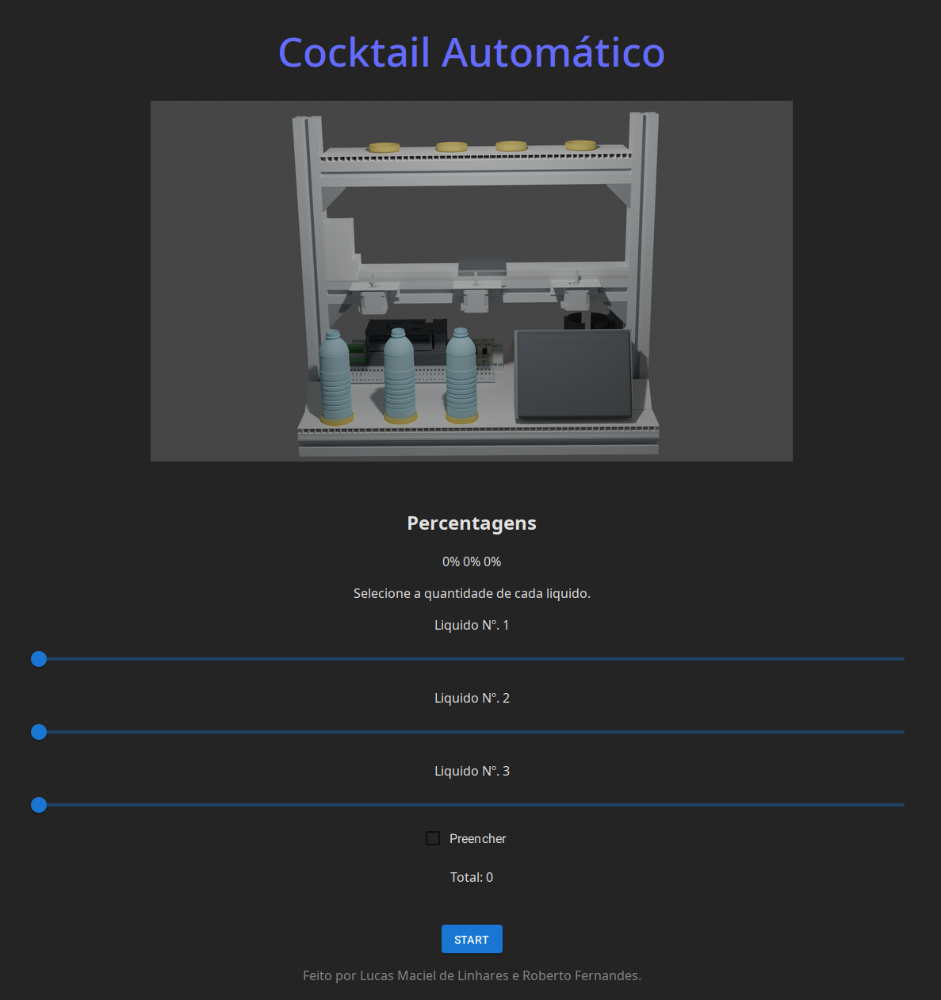 Cocktail Automático
Percentagens
0% 0% 0%
Selecione a quantidade de cada liquido.
Liquido Nº. 1
Liquido Nº. 2
Liquido Nº. 3
Preencher
Total: 0
START
Feito por Lucas Maciel de Linhares e Roberto Fernandes.